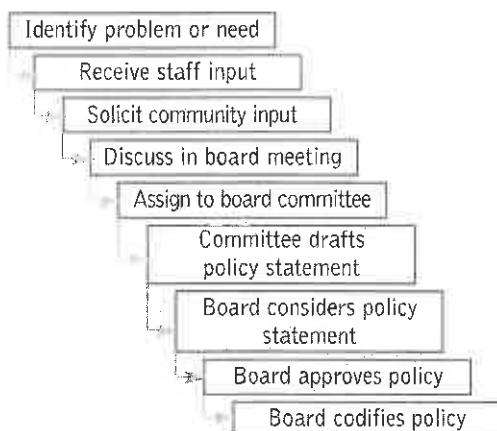 Identify problem or need
Receive staff input
Solicit community input
Discuss in board meeting
Assign to board committee
Committee drafts
policy statement
Board considers policy
statement
Board approves policy
Board codifies policy